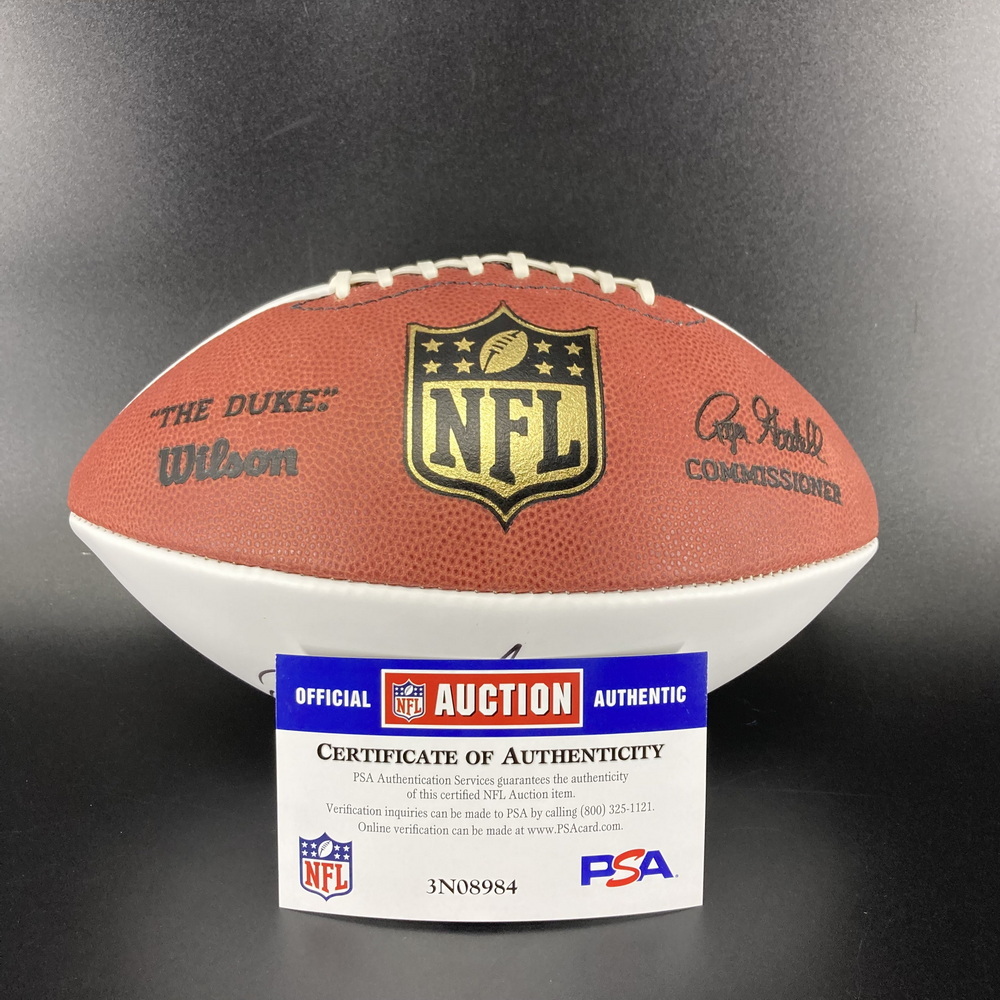 NFL
"THE DUKE."
Wilson
Roger Goodell
COMMISSIONER
OFFICIAL NFL AUCTION AUTHENTIC
CERTIFICATE OF AUTHENTICITY
PSA Authentication Services guarantees the authenticity
of this certified NFL Auction item.
Verification inquiries can be made to PSA by calling (800) 325-1121.
Online verification can be made at www.PSAcard.com.
NFL
3N08984
PSA